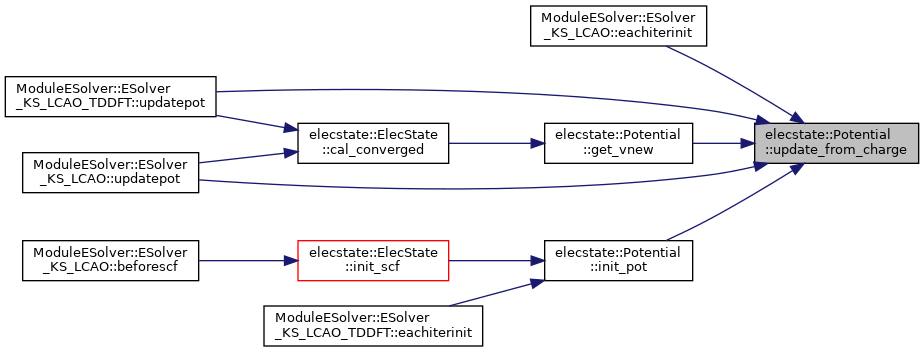 ModuleESolver::ESolver
_KS_LCAO::eachiterinit
ModuleESolver::ESolver
_KS_LCAO_TDDFT::updatepot
elecstate::ElecState
::cal_converged
elecstate::Potential
::get_vnew
elecstate::Potential
::update_from_charge
ModuleESolver::ESolver
_KS_LCAO::updatepot
ModuleESolver::ESolver
_KS_LCAO::beforescf
elecstate::ElecState
::init_scf
elecstate::Potential
::init_pot
ModuleESolver::ESolver
_KS_LCAO_TDDFT::eachiterinit